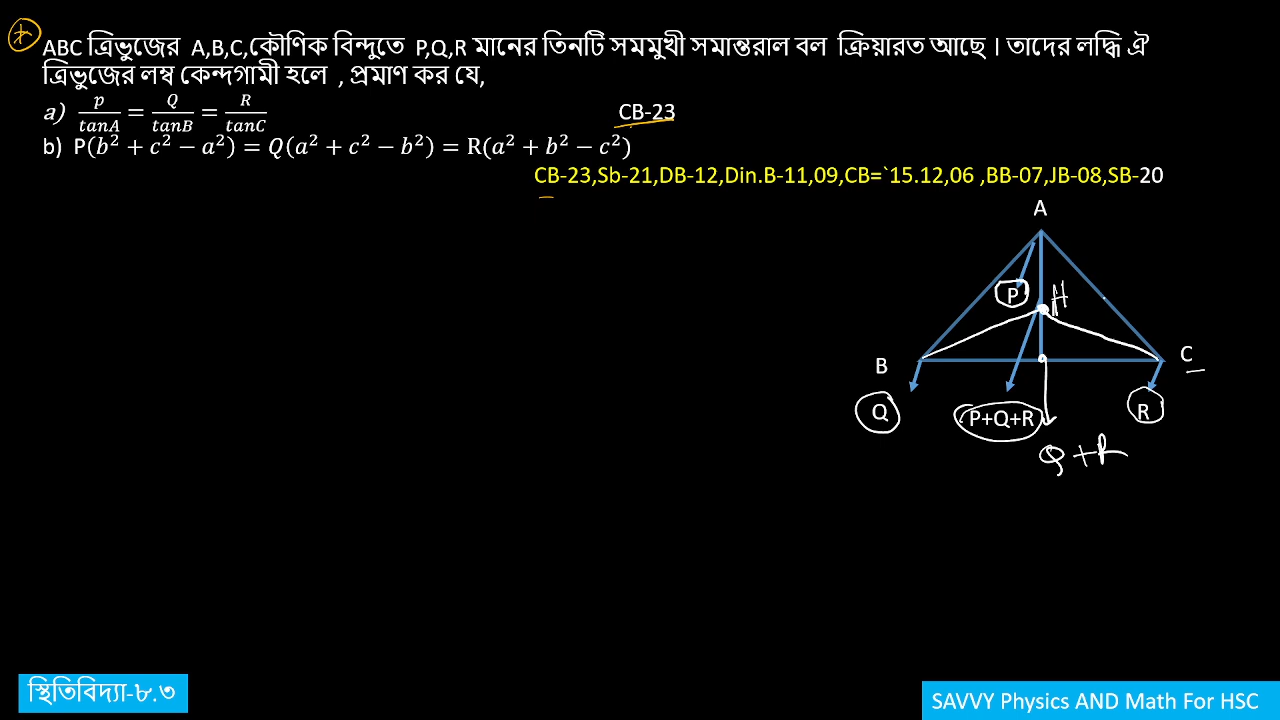 ABC ত্রিভুজের A,B,C,কৌণিক বিন্দুতে P,Q,R মানের তিনটি সমমুখী সমান্তরাল বল ক্রিয়ারত আছে । তাদের লদ্ধি ঐ
ত্রিভুজের লম্ব কেন্দগামী হলে , প্রমাণ কর যে,
a) p/tanA = Q/tanB = R/tanC
CB-23
b) P(b² + c² − a²) = Q(a² + c² − b²) = R(a² + b² − c²)
CB-23,Sb-21,DB-12,Din.B-11,09,CB=`15.12,06 ,BB-07,JB-08,SB-20
A
P
H
B
C
Q
P+Q+R
R
Q+R
স্থিতিবিদ্যা-৮.৩
SAVVY Physics AND Math For HSC